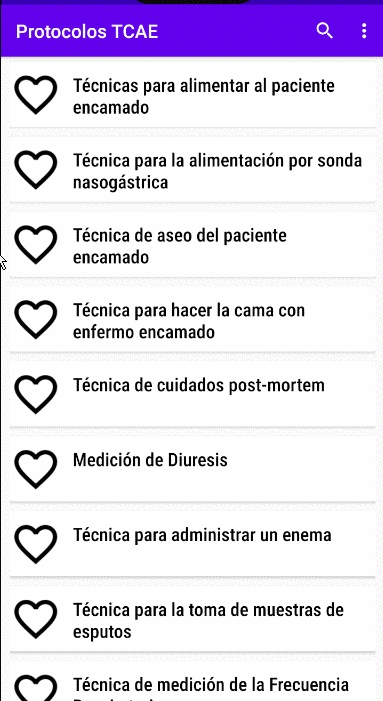 Protocolos TCAE
Técnicas para alimentar al paciente
encamado
Técnica para la alimentación por sonda
nasogástrica
Técnica de aseo del paciente
encamado
Técnica para hacer la cama con
enfermo encamado
Técnica de cuidados post-mortem
Medición de Diuresis
Técnica para administrar un enema
Técnica para la toma de muestras de
esputos
Técnica de medición de la Frecuencia